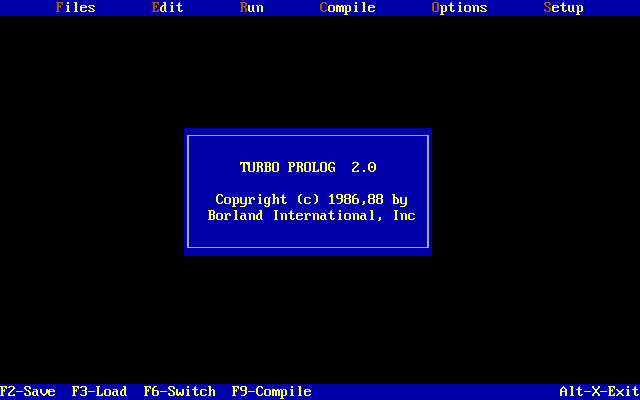 Files Edit Run Compile Options Setup
TURBO PROLOG 2.0
Copyright (c) 1986,88 by
Borland International, Inc
F2-Save F3-Load F6-Switch F9-Compile Alt-X-Exit